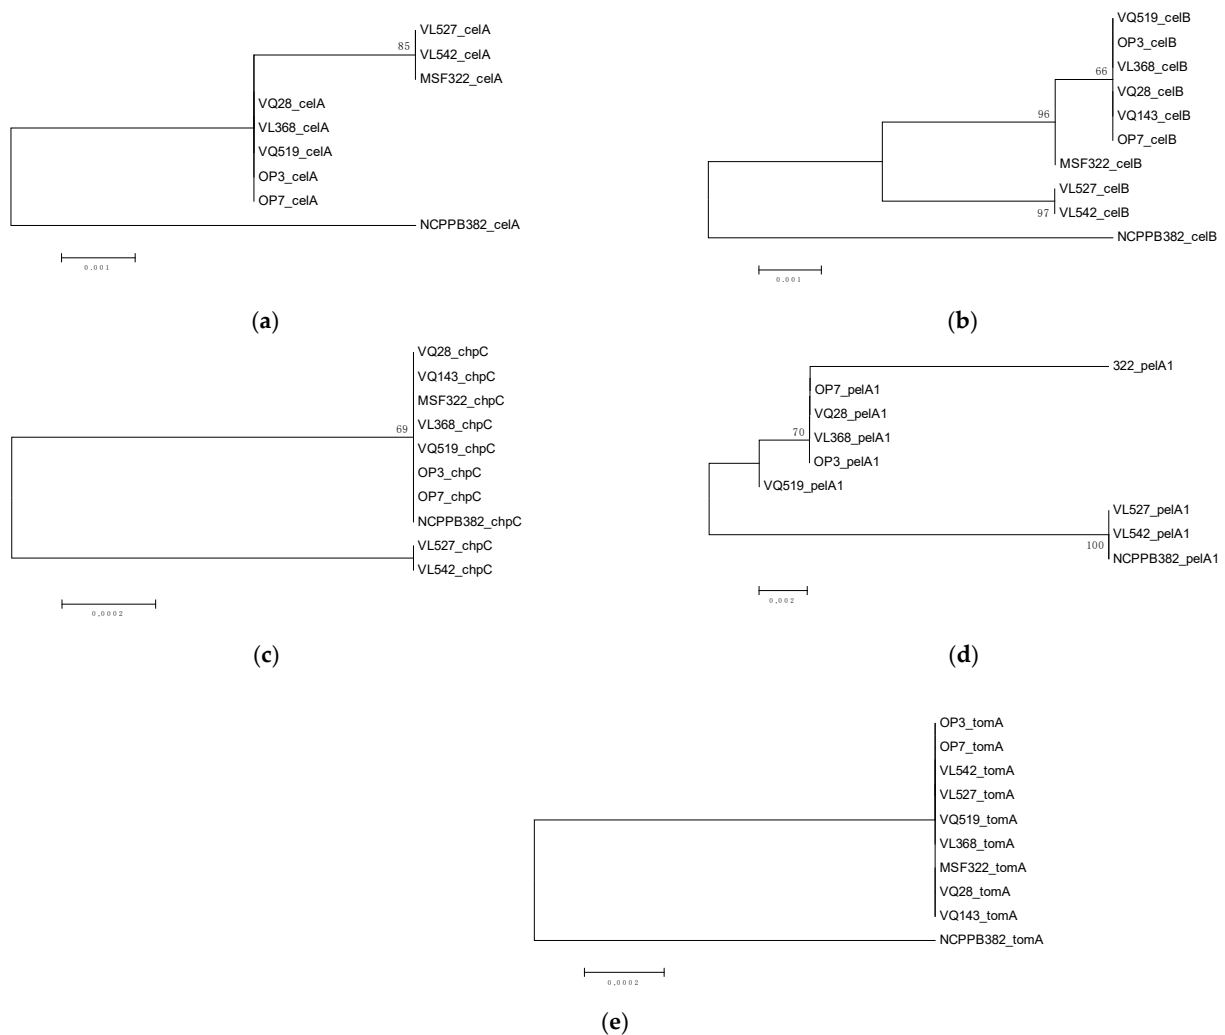 VL527_celA
85
VL542_celA
MSF322_celA
VQ28_celA
VL368_celA
VQ519_celA
OP3_celA
OP7_celA
NCPPB382_celA
0.001
(a)
VQ519_celB
OP3_celB
VL368_celB
66
VQ28_celB
VQ143_celB
96
OP7_celB
MSF322_celB
VL527_celB
97
VL542_celB
NCPPB382_celB
0.001
(b)
VQ28_chpC
VQ143_chpC
MSF322_chpC
69
VL368_chpC
VQ519_chpC
OP3_chpC
OP7_chpC
NCPPB382_chpC
VL527_chpC
VL542_chpC
0.0002
(c)
322_pelA1
OP7_pelA1
VQ28_pelA1
70
VL368_pelA1
OP3_pelA1
VQ519_pelA1
VL527_pelA1
VL542_pelA1
100
NCPPB382_pelA1
0.002
(d)
OP3_tomA
OP7_tomA
VL542_tomA
VL527_tomA
VQ519_tomA
VL368_tomA
MSF322_tomA
VQ28_tomA
VQ143_tomA
NCPPB382_tomA
0.0002
(e)